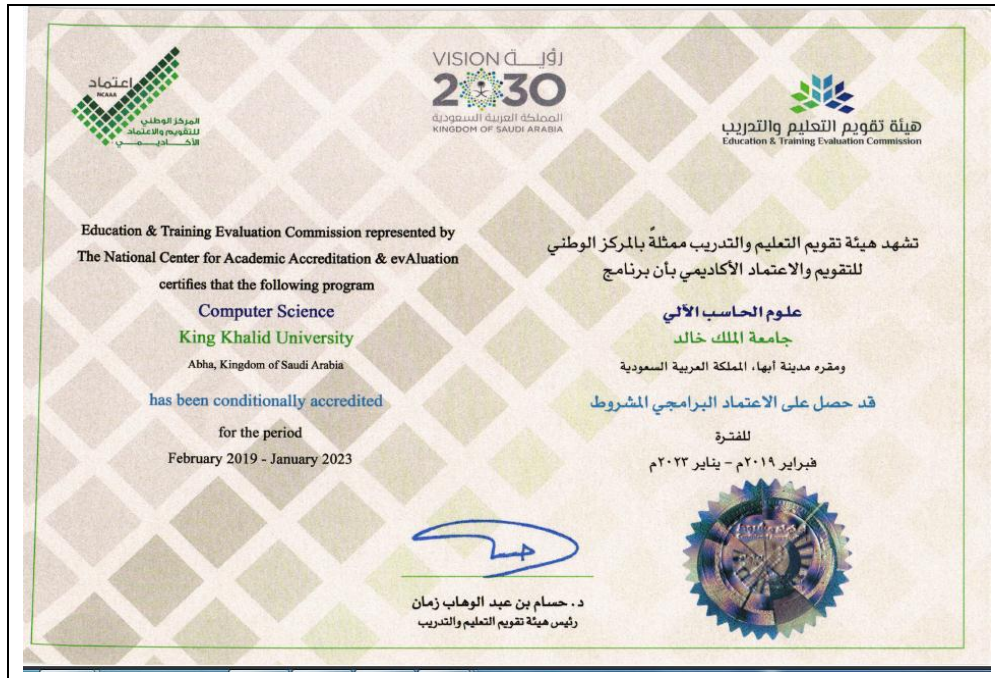 اعتماد
NCAAA
المركز الوطني
للتقويم والاعتماد
الأكــاديـــمـــي
VISION رؤيــــة
2030
المملكة العربية السعودية
KINGDOM OF SAUDI ARABIA
هيئة تقويم التعليم والتدريب
Education & Training Evaluation Commission
Education & Training Evaluation Commission represented by
The National Center for Academic Accreditation & evAluation
certifies that the following program
Computer Science
King Khalid University
Abha, Kingdom of Saudi Arabia
has been conditionally accredited
for the period
February 2019 - January 2023
تشهد هيئة تقويم التعليم والتدريب ممثلةً بالمركز الوطني
للتقويم والاعتماد الأكاديمي بأن برنامج
علوم الحاسب الآلي
جامعة الملك خالد
ومقره مدينة أبها، المملكة العربية السعودية
قد حصل على الاعتماد البرامجي المشروط
للفتـرة
فبراير ٢٠١٩م - يناير ٢٠٢٣م
د. حسام بن عبد الوهاب زمان
رئيس هيئة تقويم التعليم والتدريب